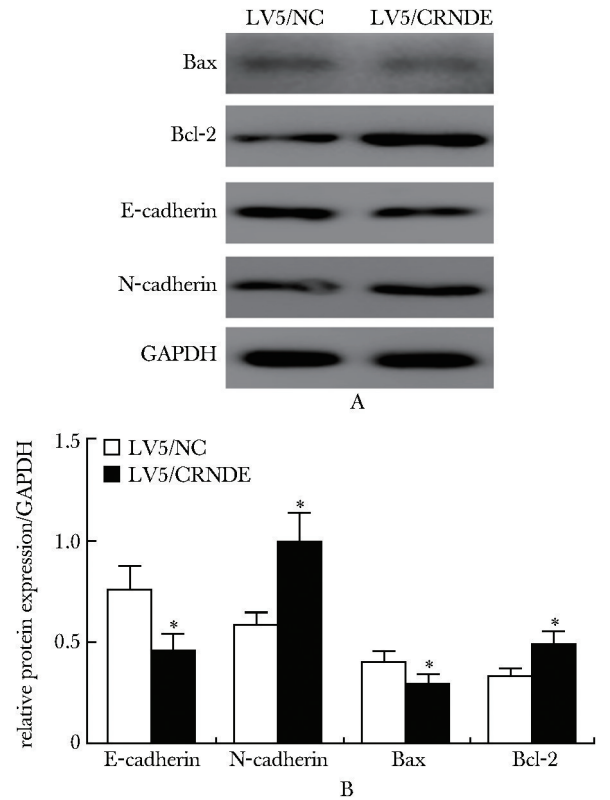 LV5/NC LV5/CRNDE
Bax
Bcl-2
E-cadherin
N-cadherin
GAPDH
A
relative protein expression/GAPDH
1.5
1.0
0.5
0
LV5/NC
LV5/CRNDE
*
*
*
*
E-cadherin N-cadherin Bax Bcl-2
B